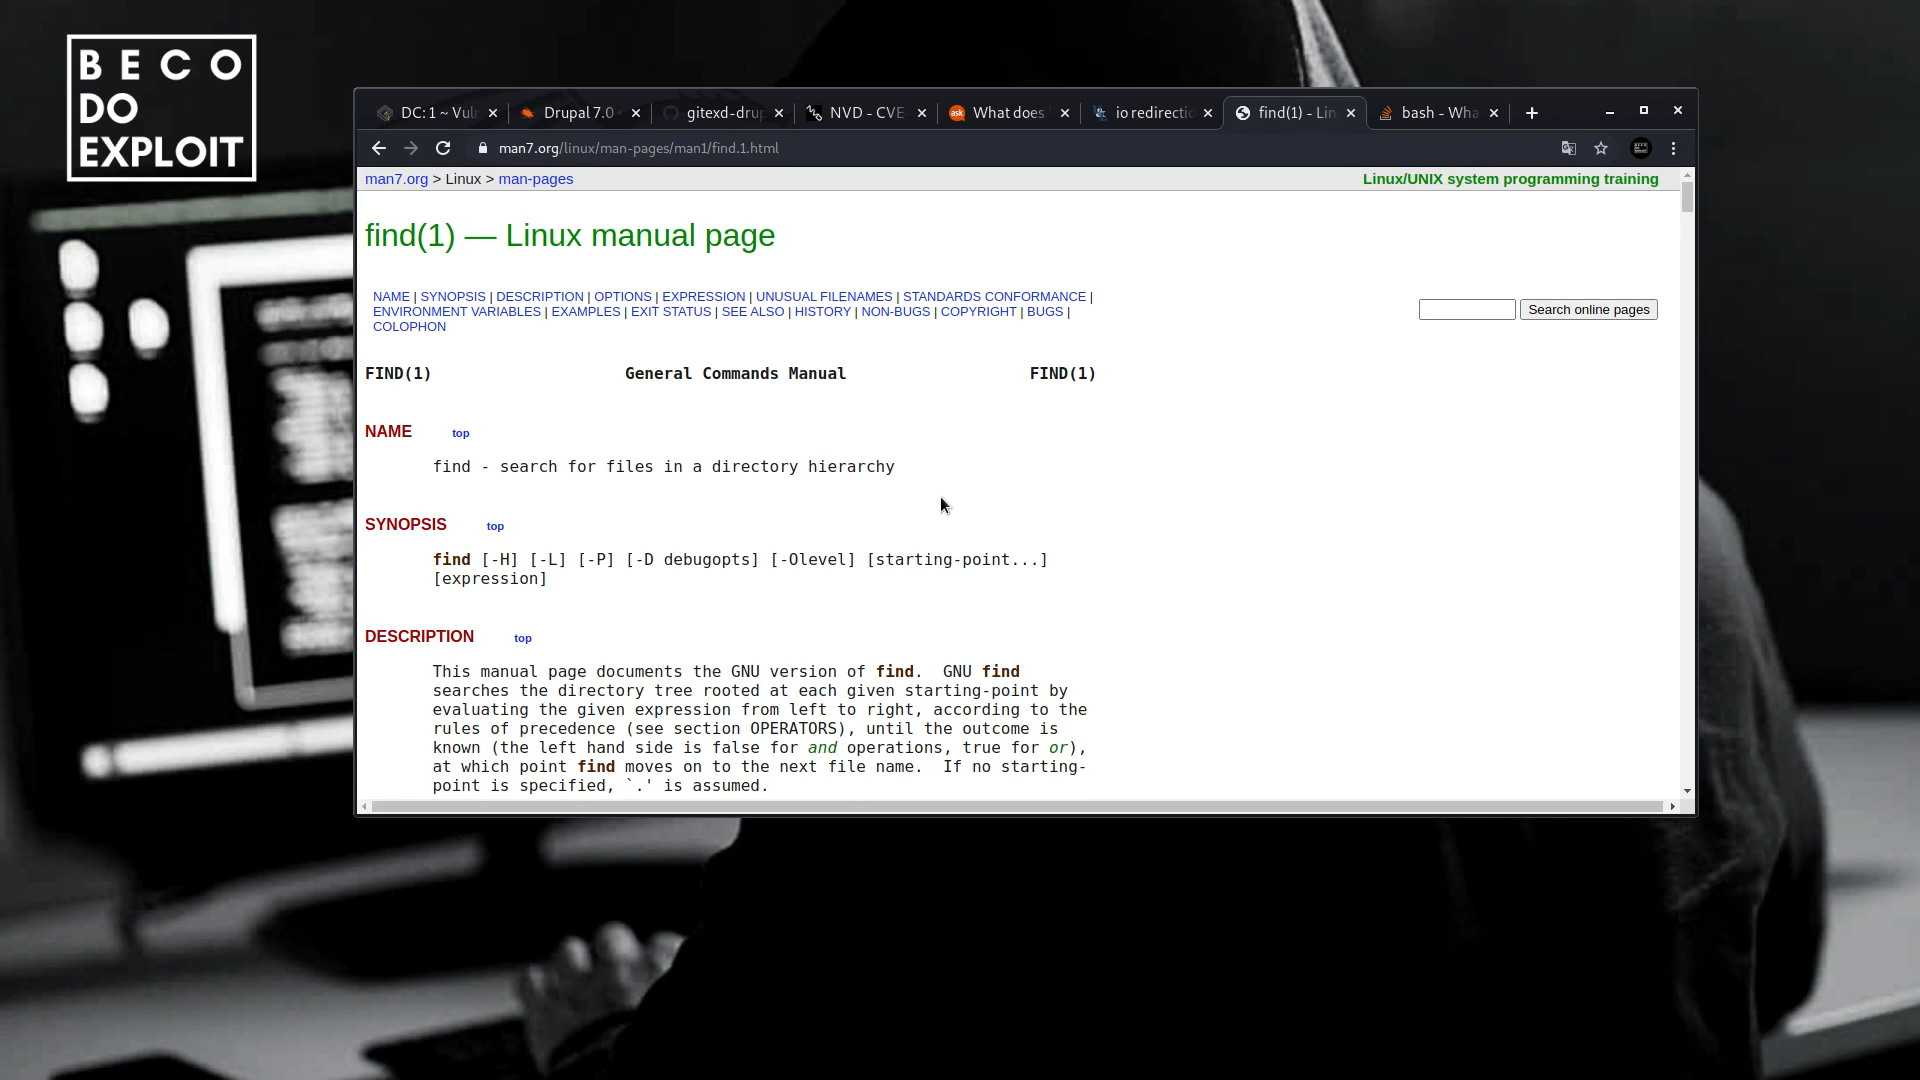 B E C O
DO
EXPLOIT
DC: 1 ~ Vul
Drupal 7.0
gitexd-drup
NVD - CVE
What does
io redirectio
find(1) - Lin
bash - Wha
man7.org/linux/man-pages/man1/find.1.html
man7.org > Linux > man-pages
Linux/UNIX system programming training
find(1) — Linux manual page
NAME | SYNOPSIS | DESCRIPTION | OPTIONS | EXPRESSION | UNUSUAL FILENAMES | STANDARDS CONFORMANCE |
ENVIRONMENT VARIABLES | EXAMPLES | EXIT STATUS | SEE ALSO | HISTORY | NON-BUGS | COPYRIGHT | BUGS |
COLOPHON
Search online pages
FIND(1) General Commands Manual FIND(1)
NAME top
find - search for files in a directory hierarchy
SYNOPSIS top
find [-H] [-L] [-P] [-D debugopts] [-Olevel] [starting-point...]
[expression]
DESCRIPTION top
This manual page documents the GNU version of find. GNU find
searches the directory tree rooted at each given starting-point by
evaluating the given expression from left to right, according to the
rules of precedence (see section OPERATORS), until the outcome is
known (the left hand side is false for and operations, true for or),
at which point find moves on to the next file name. If no starting-
point is specified, `.' is assumed.